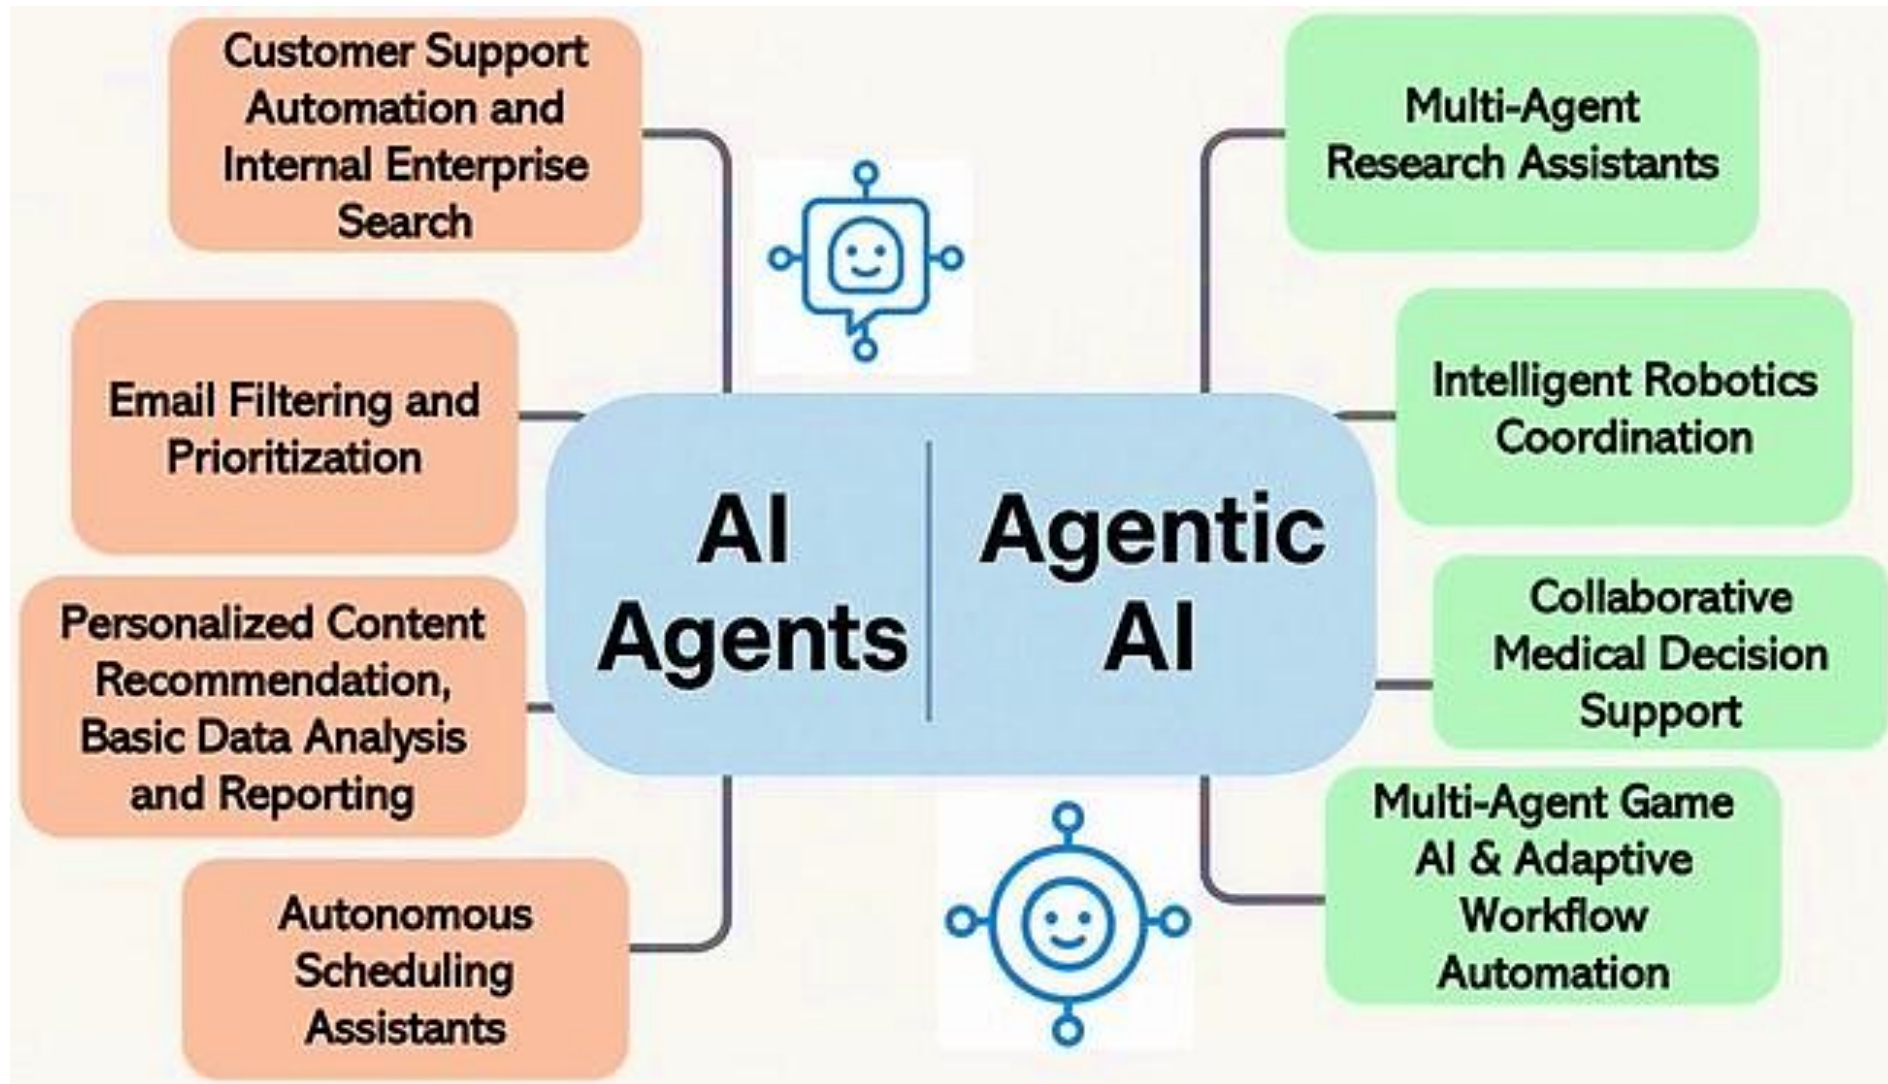 Customer Support
Automation and
Internal Enterprise
Search
Email Filtering and
Prioritization
Personalized Content
Recommendation,
Basic Data Analysis
and Reporting
Autonomous
Scheduling
Assistants
AI
Agents
Agentic
AI
Multi-Agent
Research Assistants
Intelligent Robotics
Coordination
Collaborative
Medical Decision
Support
Multi-Agent Game
AI & Adaptive
Workflow
Automation